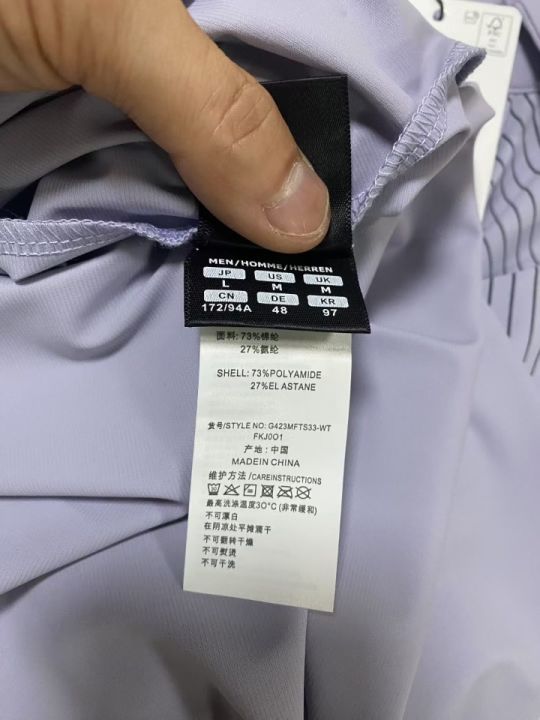 MEN/HOMME/HERREN
JP US UK
L M M
CN DE KR
172/94A 48 97
面料: 73%锦纶
27%氨纶
SHELL: 73%POLYAMIDE
27%ELASTANE
货号/STYLE NO: G423MFTS33-WT
FKJ001
产地: 中国
MADEIN CHINA
维护方法 /CAREINSTRUCTIONS
最高洗涤温度30°C (非常缓和)
不可漂白
在阴凉处平摊滴干
不可翻转干燥
不可熨烫
不可干洗